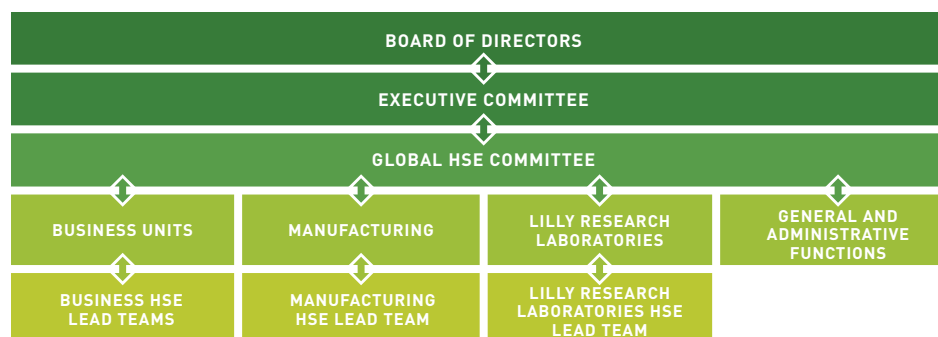 BOARD OF DIRECTORS
EXECUTIVE COMMITTEE
GLOBAL HSE COMMITTEE
BUSINESS UNITS
MANUFACTURING
LILLY RESEARCH
LABORATORIES
GENERAL AND
ADMINISTRATIVE
FUNCTIONS
BUSINESS HSE
LEAD TEAMS
MANUFACTURING
HSE LEAD TEAM
LILLY RESEARCH
LABORATORIES HSE
LEAD TEAM